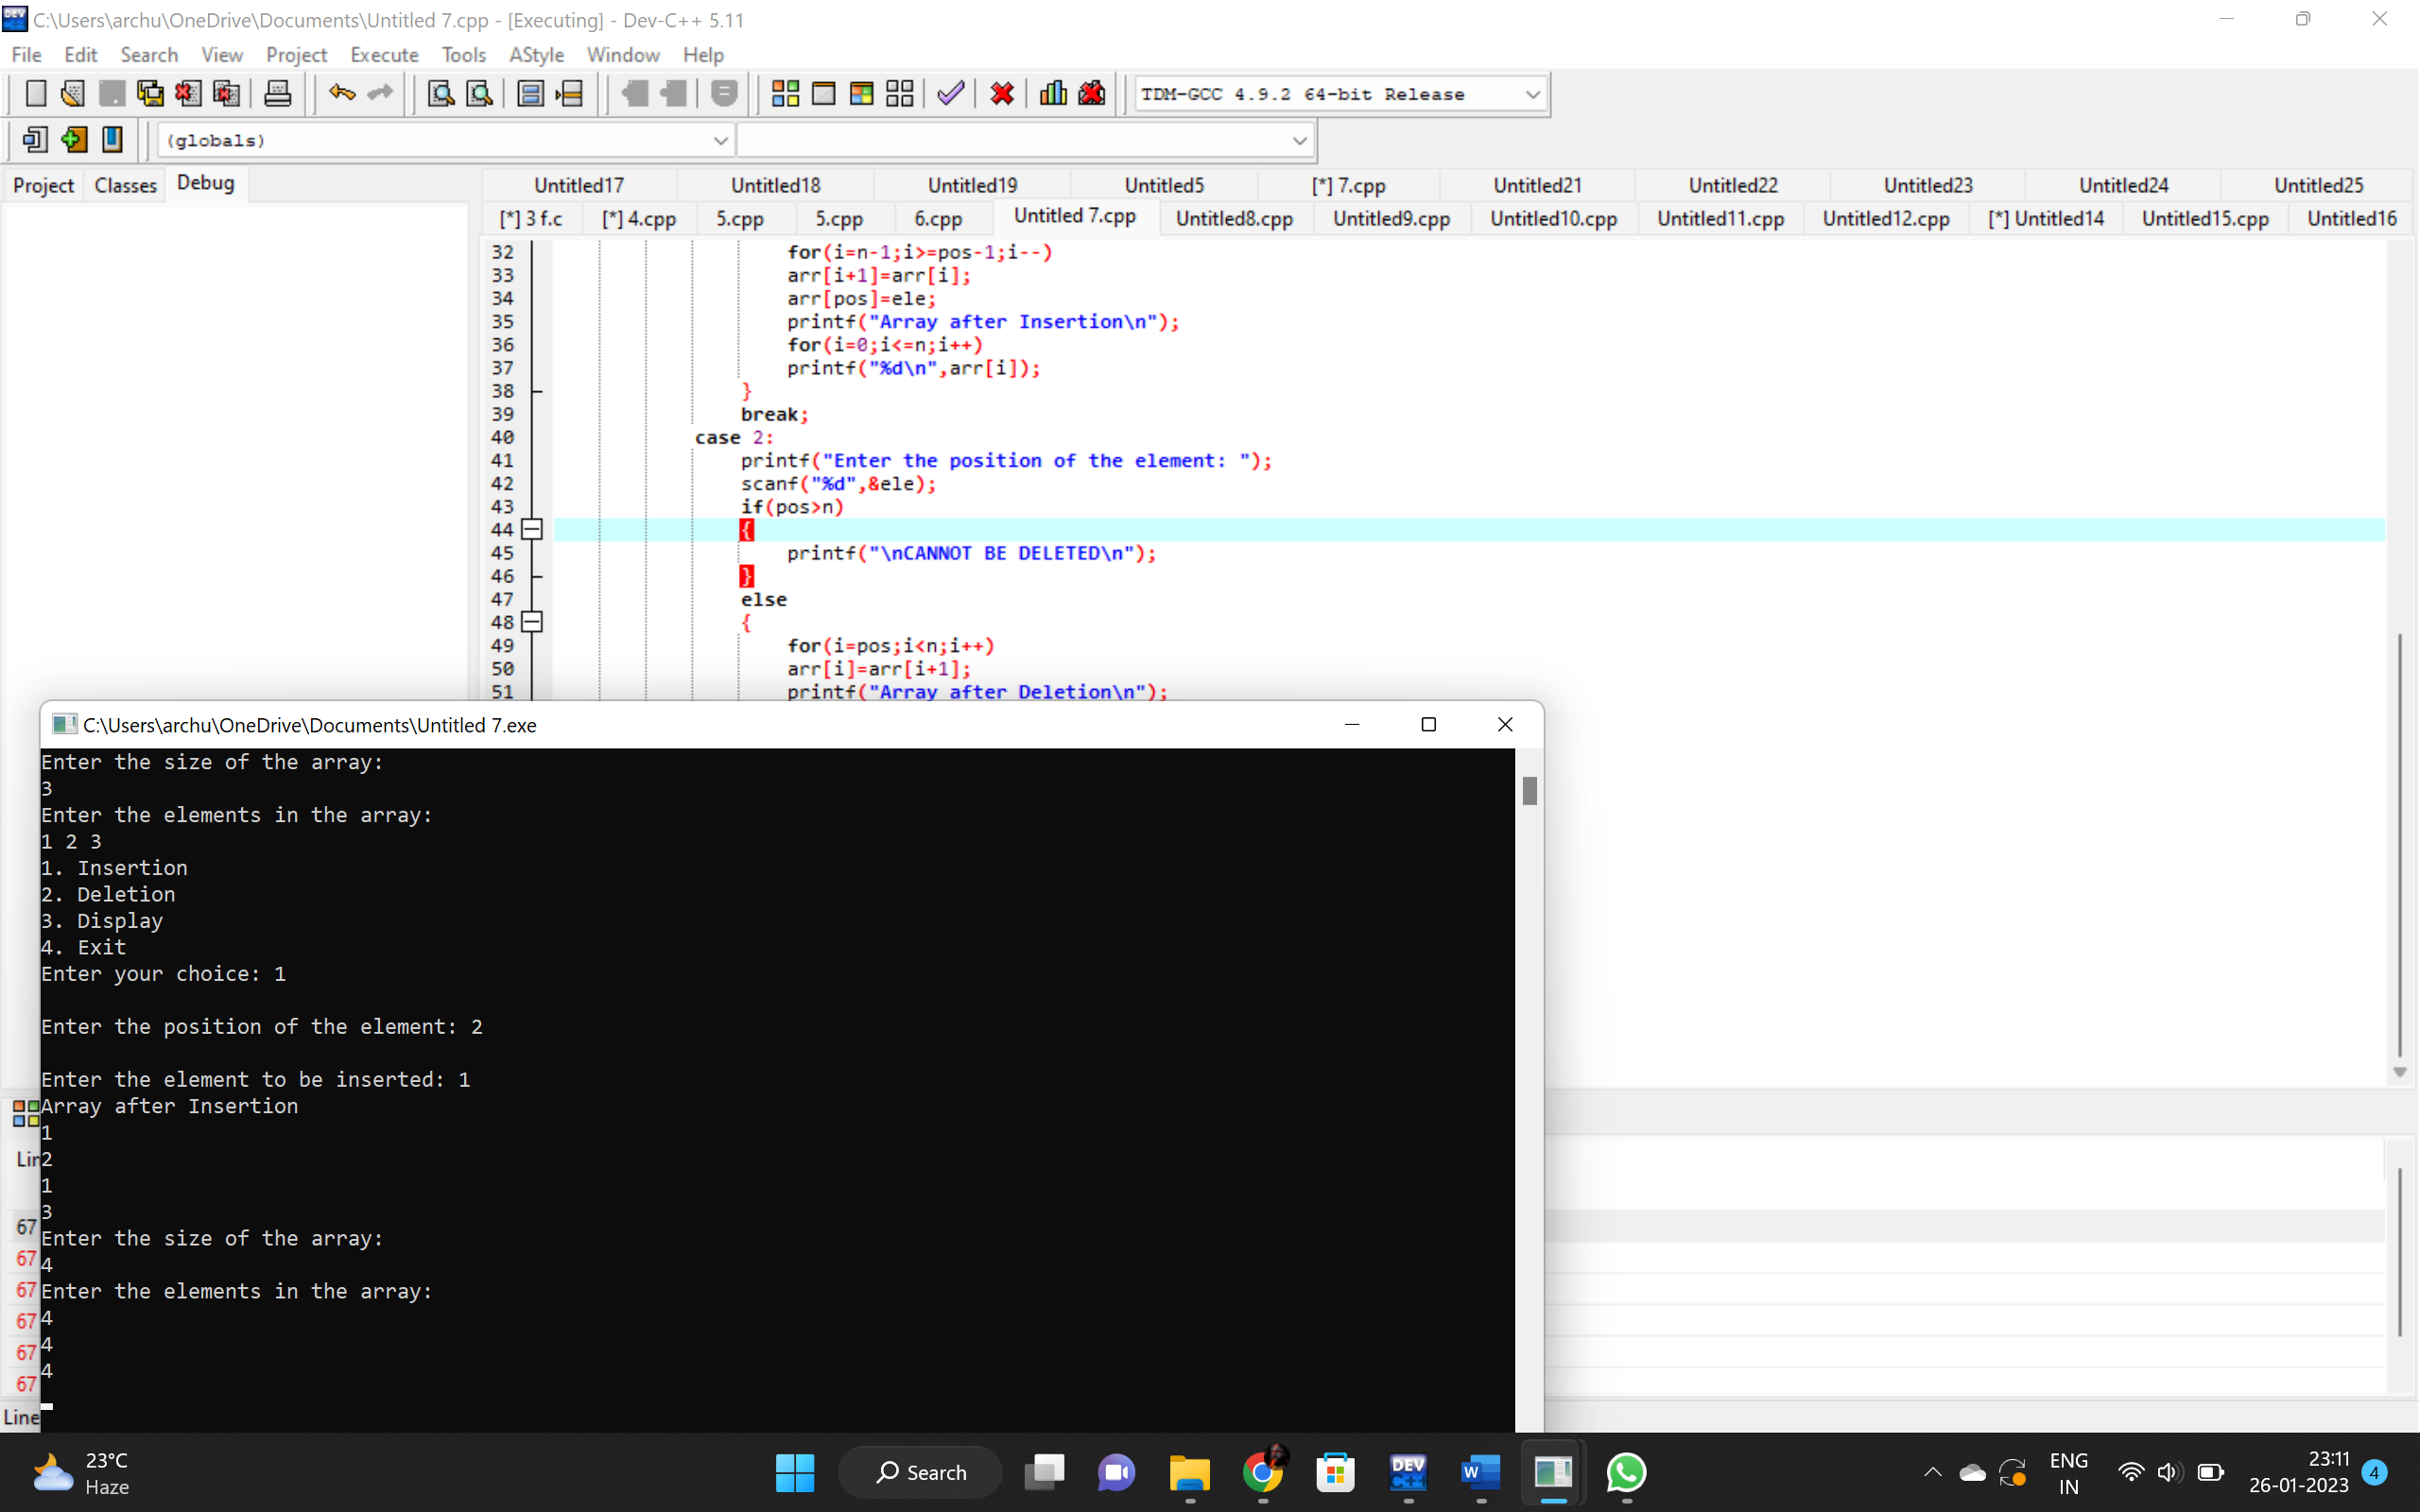 C:\Users\archu\OneDrive\Documents\Untitled 7.cpp - [Executing] - Dev-C++ 5.11
File Edit Search View Project Execute Tools AStyle Window Help
TDM-GCC 4.9.2 64-bit Release
(globals)
Project Classes Debug
Untitled17 Untitled18 Untitled19 Untitled5 [*] 7.cpp Untitled21 Untitled22 Untitled23 Untitled24 Untitled25
[*] 3 f.c [*] 4.cpp 5.cpp 5.cpp 6.cpp Untitled 7.cpp Untitled8.cpp Untitled9.cpp Untitled10.cpp Untitled11.cpp Untitled12.cpp [*] Untitled14 Untitled15.cpp Untitled16
32 for(i=n-1;i>=pos-1;i--)
33 arr[i+1]=arr[i];
34 arr[pos]=ele;
35 printf("Array after Insertion\n");
36 for(i=0;i<=n;i++)
37 printf("%d\n",arr[i]);
38 }
39 break;
40 case 2:
41 printf("Enter the position of the element: ");
42 scanf("%d",&ele);
43 if(pos>n)
44 {
45 printf("\nCANNOT BE DELETED\n");
46 }
47 else
48 {
49 for(i=pos;i<n;i++)
50 arr[i]=arr[i+1];
51 printf("Array after Deletion\n");
C:\Users\archu\OneDrive\Documents\Untitled 7.exe
Enter the size of the array:
3
Enter the elements in the array:
1 2 3
1. Insertion
2. Deletion
3. Display
4. Exit
Enter your choice: 1
Enter the position of the element: 2
Enter the element to be inserted: 1
Array after Insertion
1
2
1
3
Enter the size of the array:
4
Enter the elements in the array:
4
4
4
67
67
67
67
67
67
Line
23°C
Haze
Search
DEV
C++
W
ENG
IN
23:11
26-01-2023
4